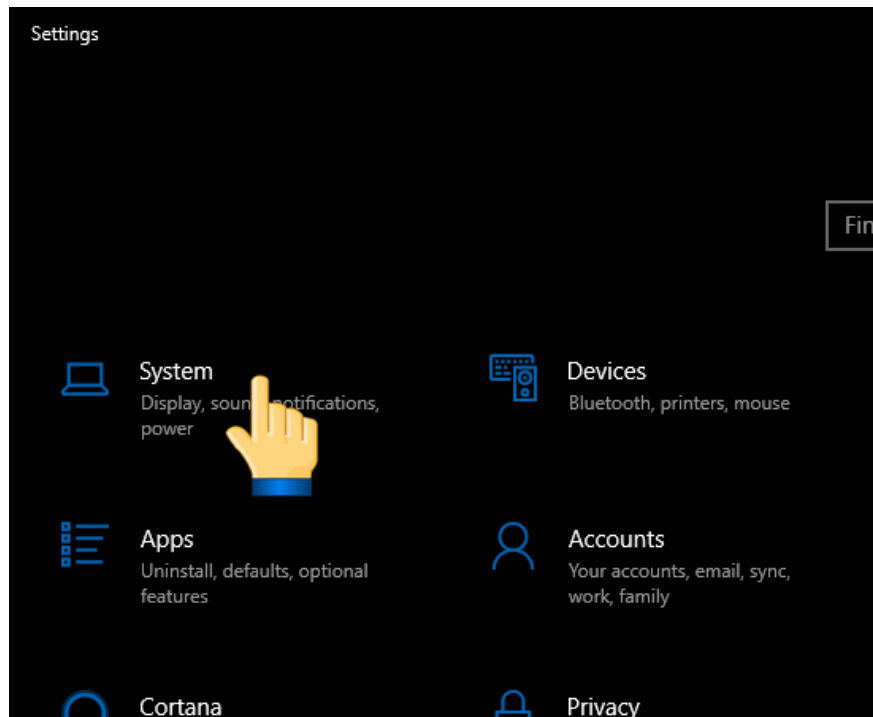 Settings
Fin
System
Display, soun notifications,
power
Devices
Bluetooth, printers, mouse
Apps
Uninstall, defaults, optional
features
Accounts
Your accounts, email, sync,
work, family
Cortana
Privacy